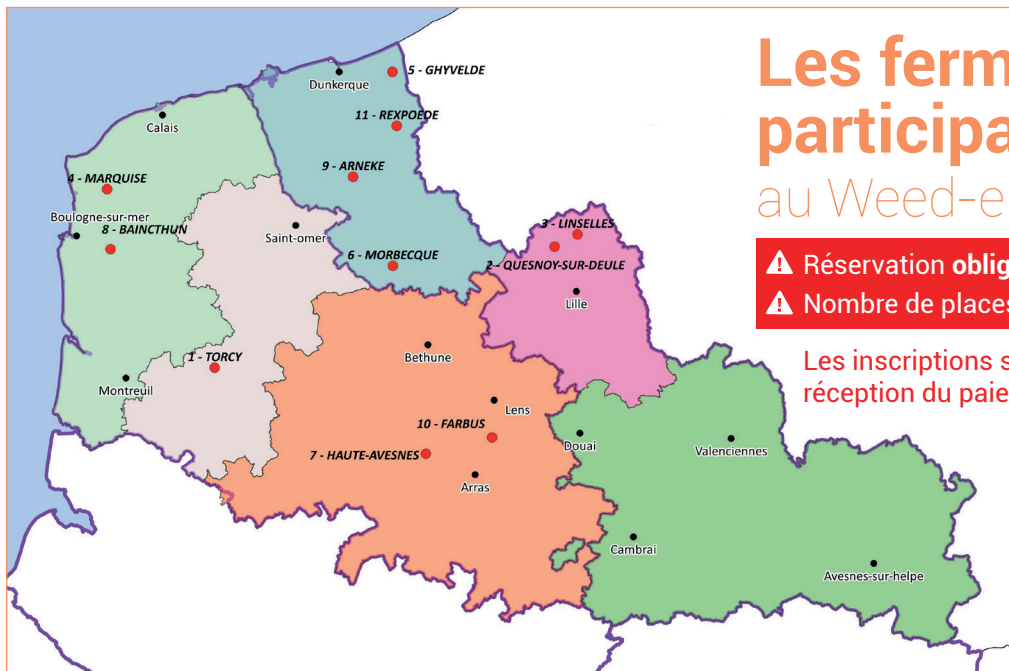 Les ferm
participa
au Weed-e
Réservation oblig
Nombre de places
Les inscriptions s
réception du paie
5 - GHYVELDE
Dunkerque
11 - REXPOEDE
Calais
9 - ARNEKE
4 - MARQUISE
Boulogne-sur-mer
8 - BAINCTHUN
Saint-omer
3 - LINSELLES
6 - MORBECQUE
2 - QUESNOY-SUR-DEULE
Lille
Bethune
1 - TORCY
Montreuil
Lens
10 - FARBUS
Douai
Valenciennes
7 - HAUTE-AVESNES
Arras
Cambrai
Avesnes-sur-helpe